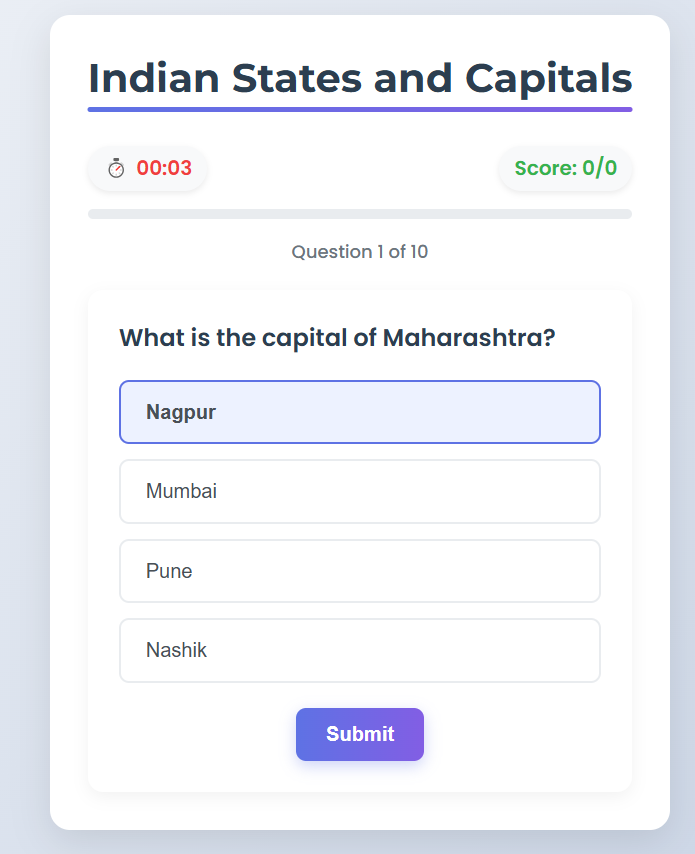 Indian States and Capitals
00:03
Score: 0/0
Question 1 of 10
What is the capital of Maharashtra?
Nagpur
Mumbai
Pune
Nashik
Submit